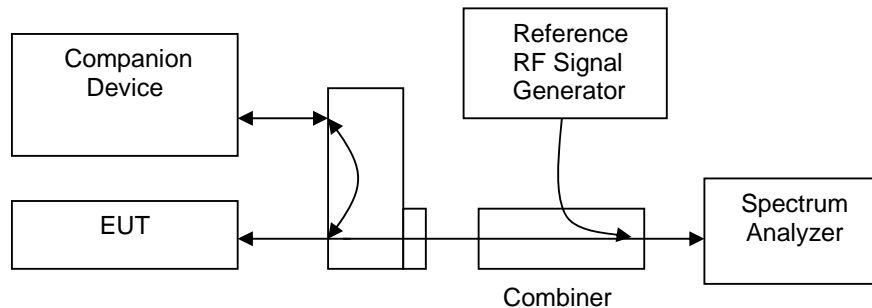 Companion
Device
Reference
RF Signal
Generator
EUT
Spectrum
Analyzer
Combiner